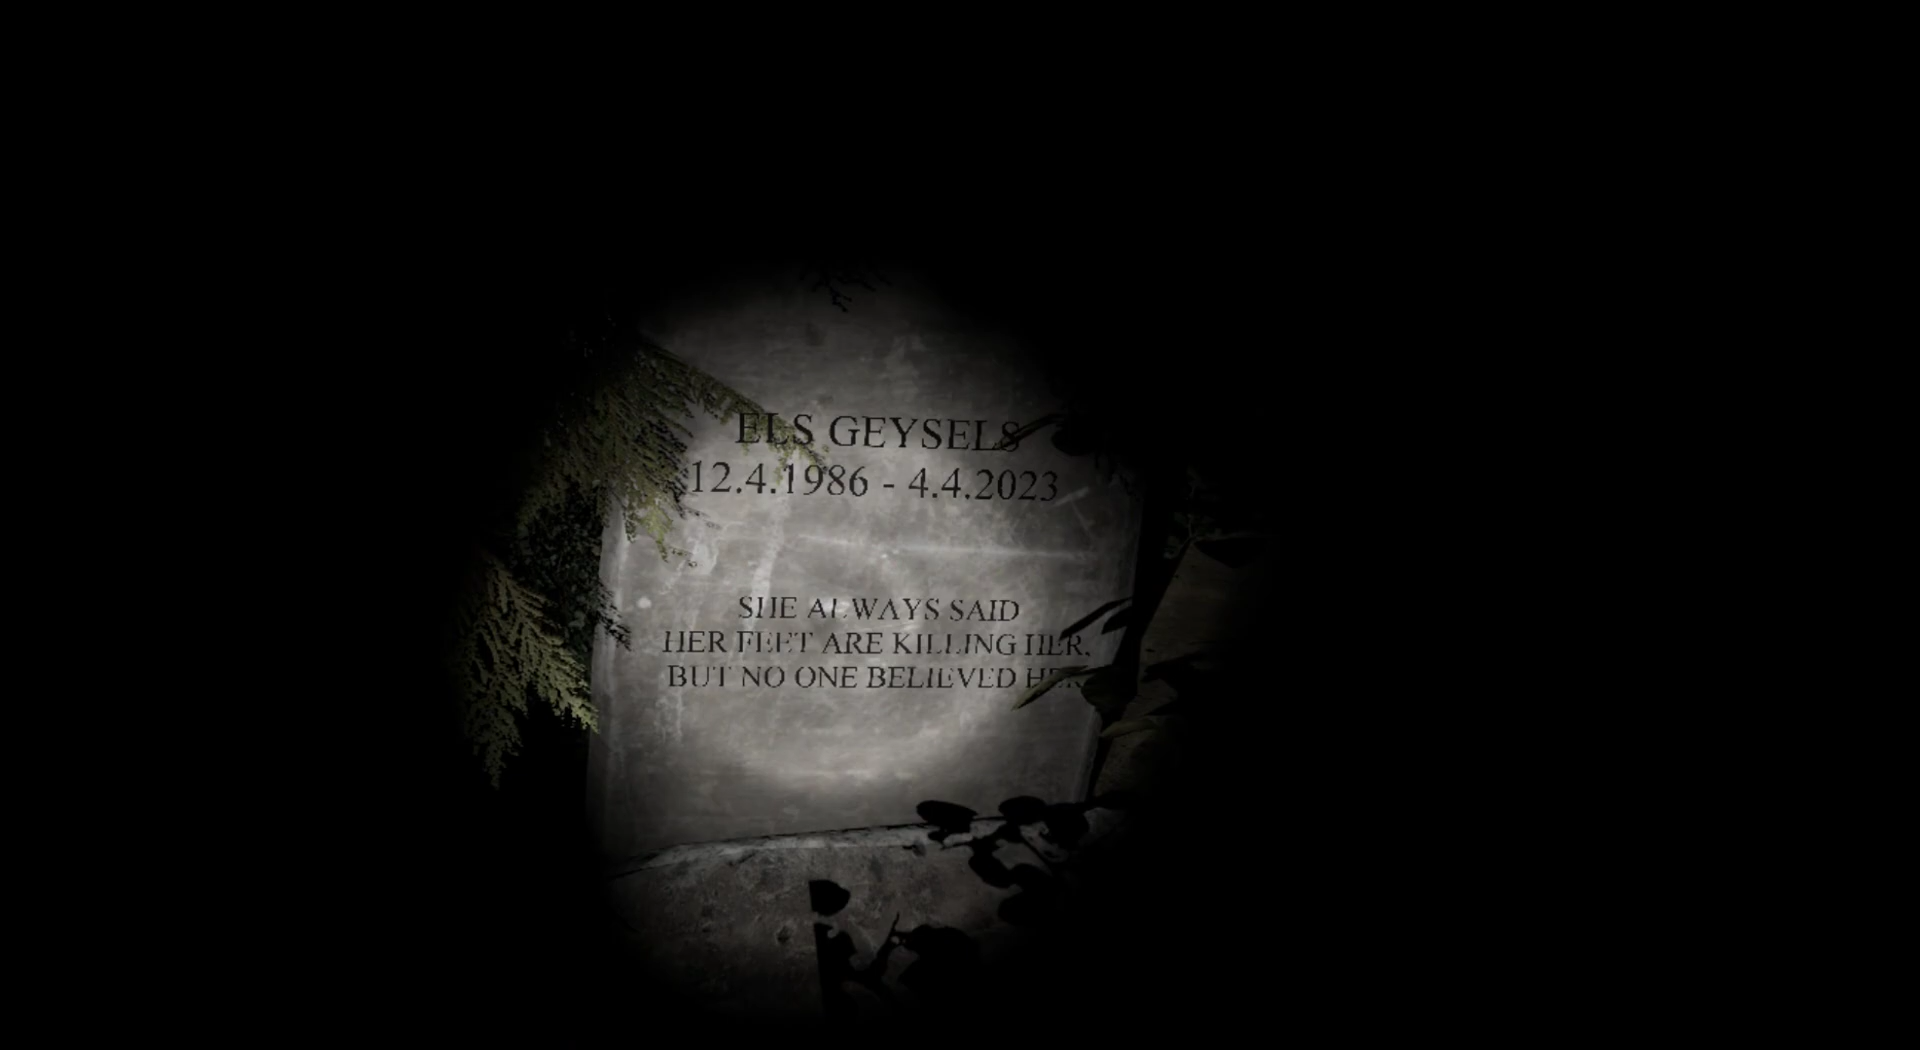 ELS GEYSELS
12.4.1986 - 4.4.2023
SHE ALWAYS SAID
HER FEET ARE KILLING HER,
BUT NO ONE BELIEVED HER